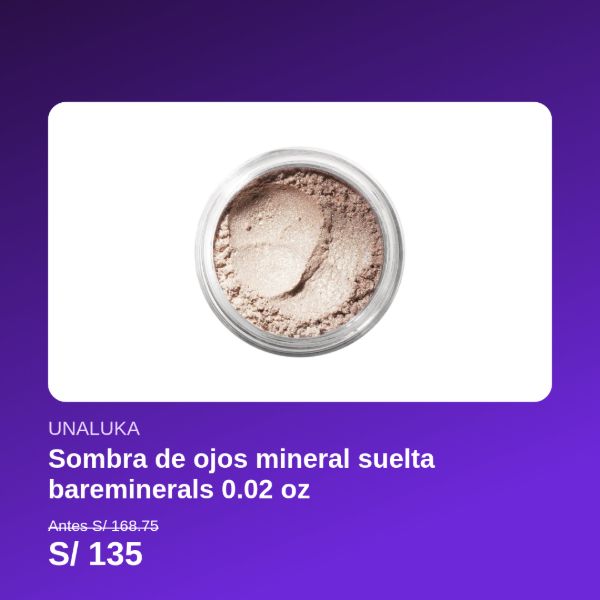 UNALUKA
Sombra de ojos mineral suelta
bareminerals 0.02 oz
Antes S/ 168.75
S/ 135